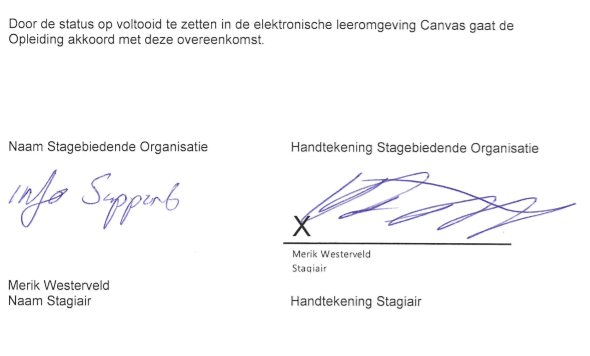 Door de status op voltooid te zetten in de elektronische leeromgeving Canvas gaat de
Opleiding akkoord met deze overeenkomst.
Naam Stagebiedende Organisatie
Handtekening Stagebiedende Organisatie
Info Support
X
Merik Westerveld
Stagiair
Merik Westerveld
Naam Stagiair
Handtekening Stagiair